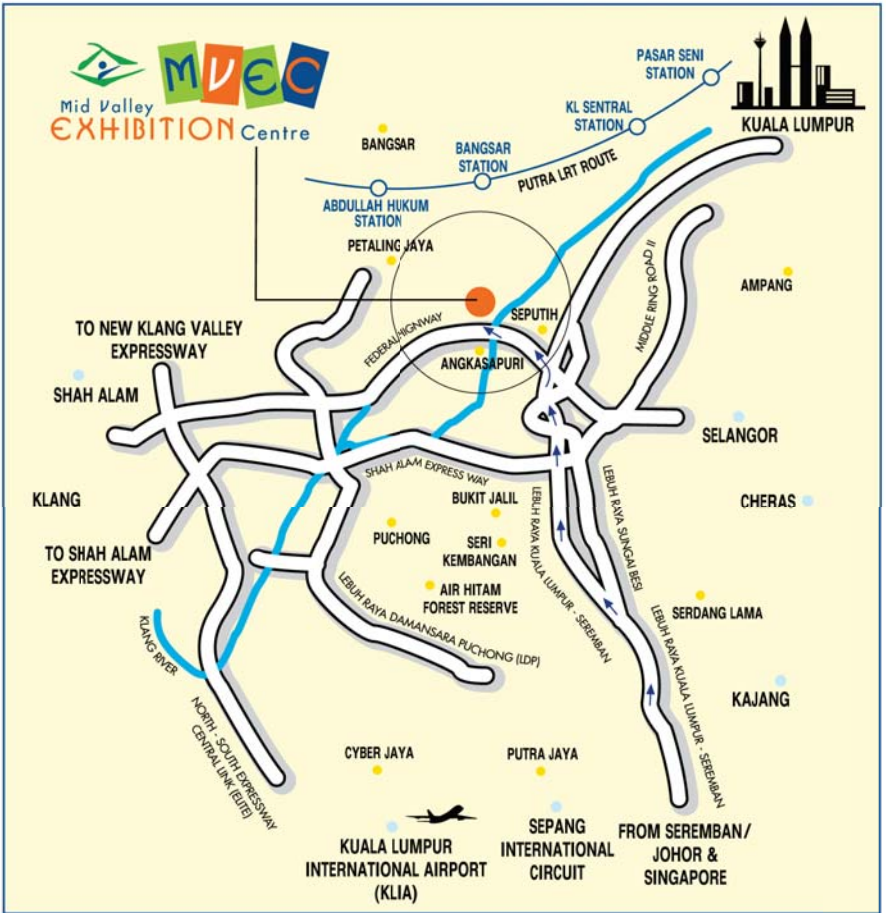 MVEC
Mid Valley
EXHIBITION Centre
PASAR SENI
STATION
KL SENTRAL
STATION
KUALA LUMPUR
BANGSAR
BANGSAR
STATION
PUTRA LRT ROUTE
ABDULLAH HUKUM
STATION
PETALING JAYA
AMPANG
MIDDLE RING ROAD II
SEPUTIH
FEDERAL HIGNWAY
ANGKASAPURI
TO NEW KLANG VALLEY
EXPRESSWAY
SHAH ALAM
SELANGOR
SHAH ALAM EXPRESS WAY
KLANG
BUKIT JALIL
CHERAS
PUCHONG
SERI
KEMBANGAN
LEBLH RAYA KUALA LUMPUR - SEREMBAN
LEBUH RAYA SUNGAI BESI
TO SHAH ALAM
EXPRESSWAY
AIR HITAM
FOREST RESERVE
LEBUH RAYA DAMANSARA PUCHONG (LDP)
SERDANG LAMA
KLANG RIVER
LEBUH RAYA KUALA LUMPUR - SEREMBAN
KAJANG
NORTH - SOUTH EXPRESSWAY
CENTRAL LINK (ELITE)
CYBER JAYA
PUTRA JAYA
KUALA LUMPUR
INTERNATIONAL AIRPORT
(KLIA)
SEPANG
INTERNATIONAL
CIRCUIT
FROM SEREMBAN/
JOHOR &
SINGAPORE